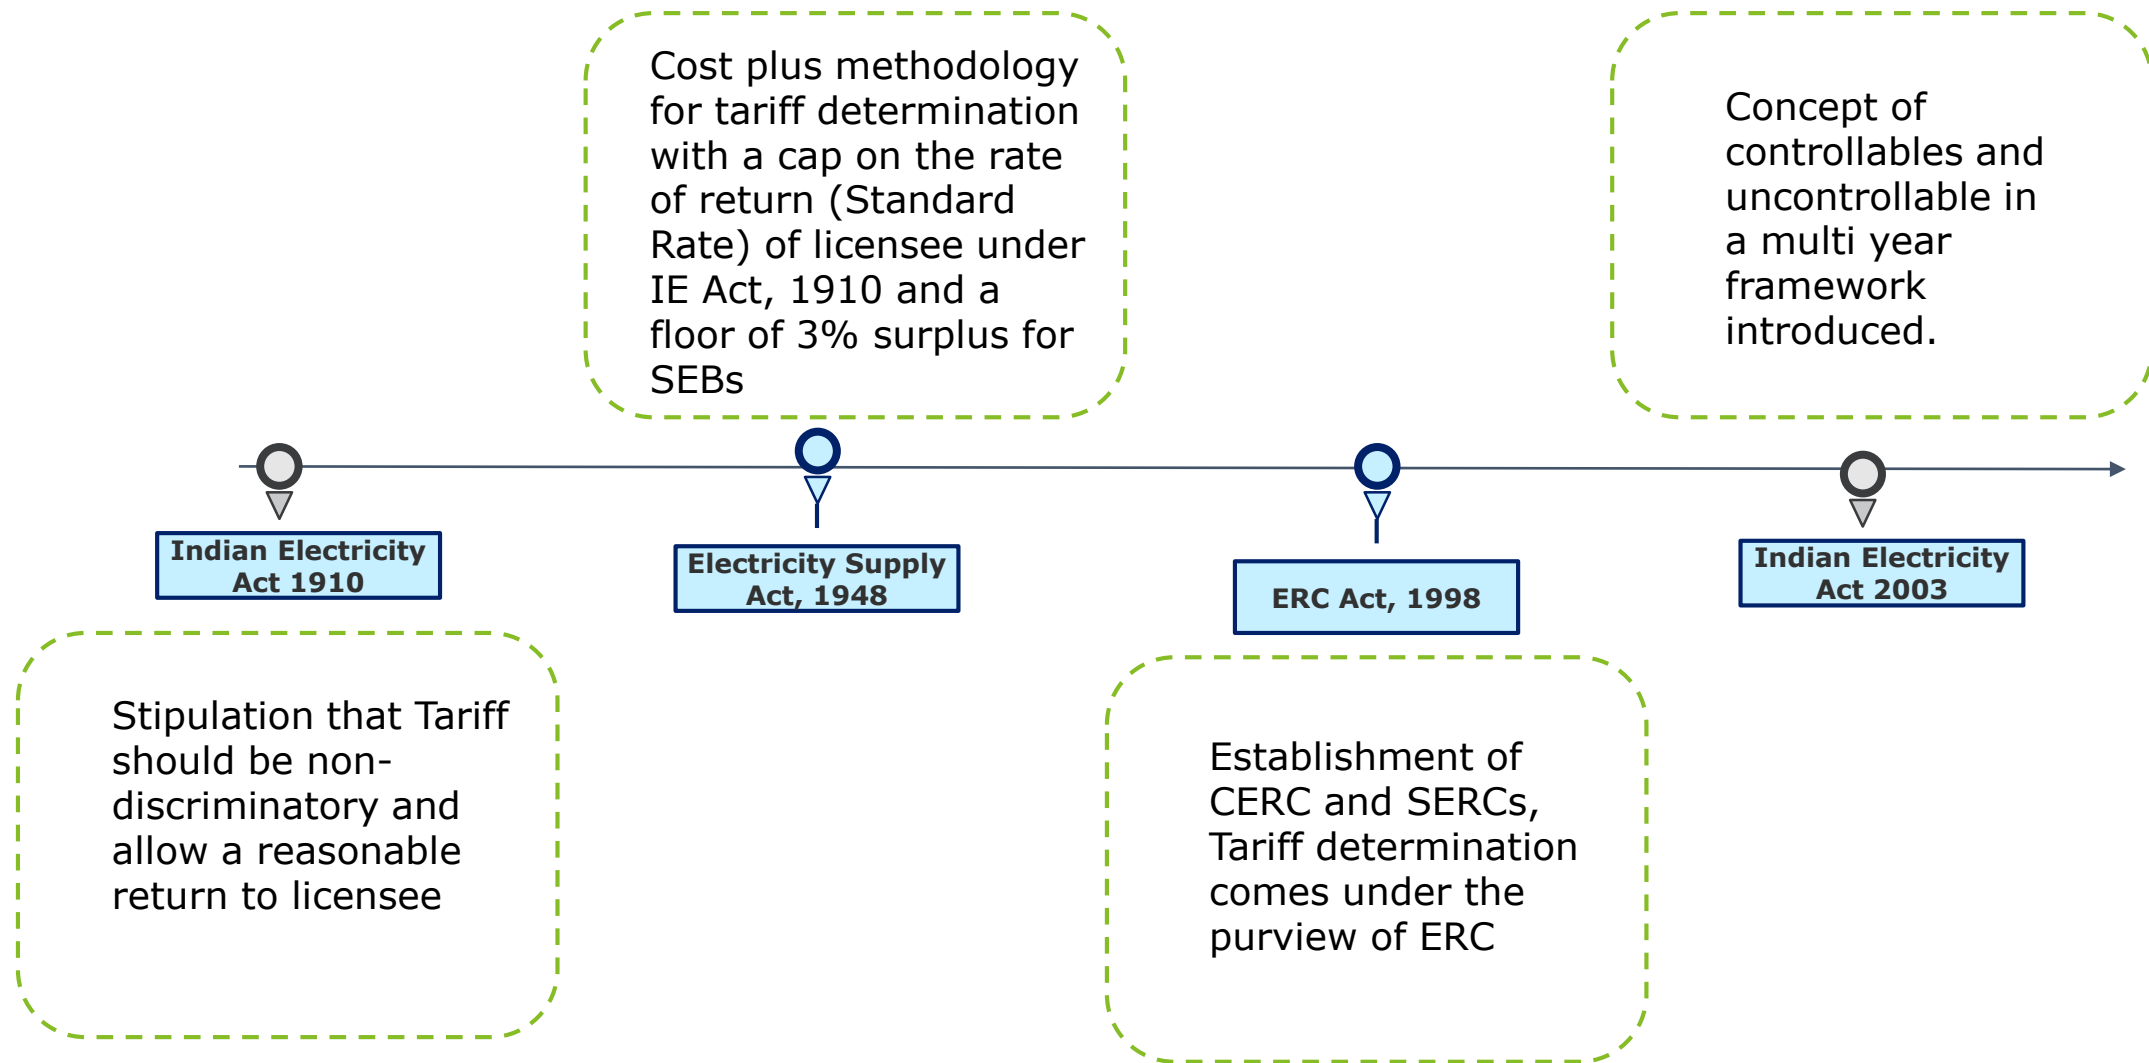 Cost plus methodology
for tariff determination
with a cap on the rate
of return (Standard
Rate) of licensee under
IE Act, 1910 and a
floor of 3% surplus for
SEBs
Concept of
controllables and
uncontrollable in
a multi year
framework
introduced.
Indian Electricity
Act 1910
Electricity Supply
Act, 1948
ERC Act, 1998
Indian Electricity
Act 2003
Stipulation that Tariff
should be non-
discriminatory and
allow a reasonable
return to licensee
Establishment of
CERC and SERCs,
Tariff determination
comes under the
purview of ERC